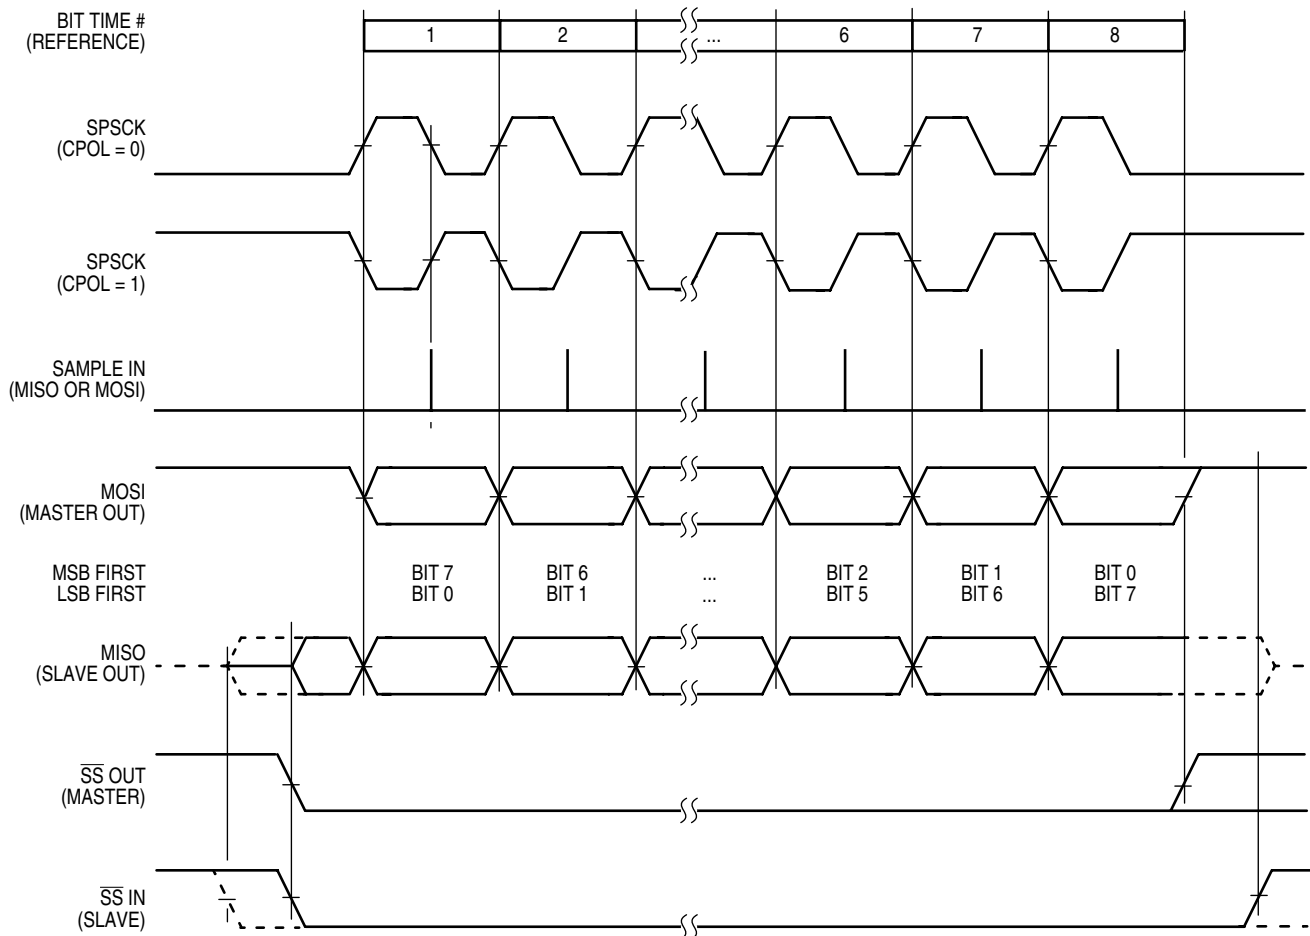 BIT TIME #
(REFERENCE)
1 2 ... 6 7 8
SPSCK
(CPOL = 0)
SPSCK
(CPOL = 1)
SAMPLE IN
(MISO OR MOSI)
MOSI
(MASTER OUT)
MSB FIRST BIT 7 BIT 6 ... BIT 2 BIT 1 BIT 0
LSB FIRST BIT 0 BIT 1 ... BIT 5 BIT 6 BIT 7
MISO
(SLAVE OUT)
S̅S̅ OUT
(MASTER)
S̅S̅ IN
(SLAVE)